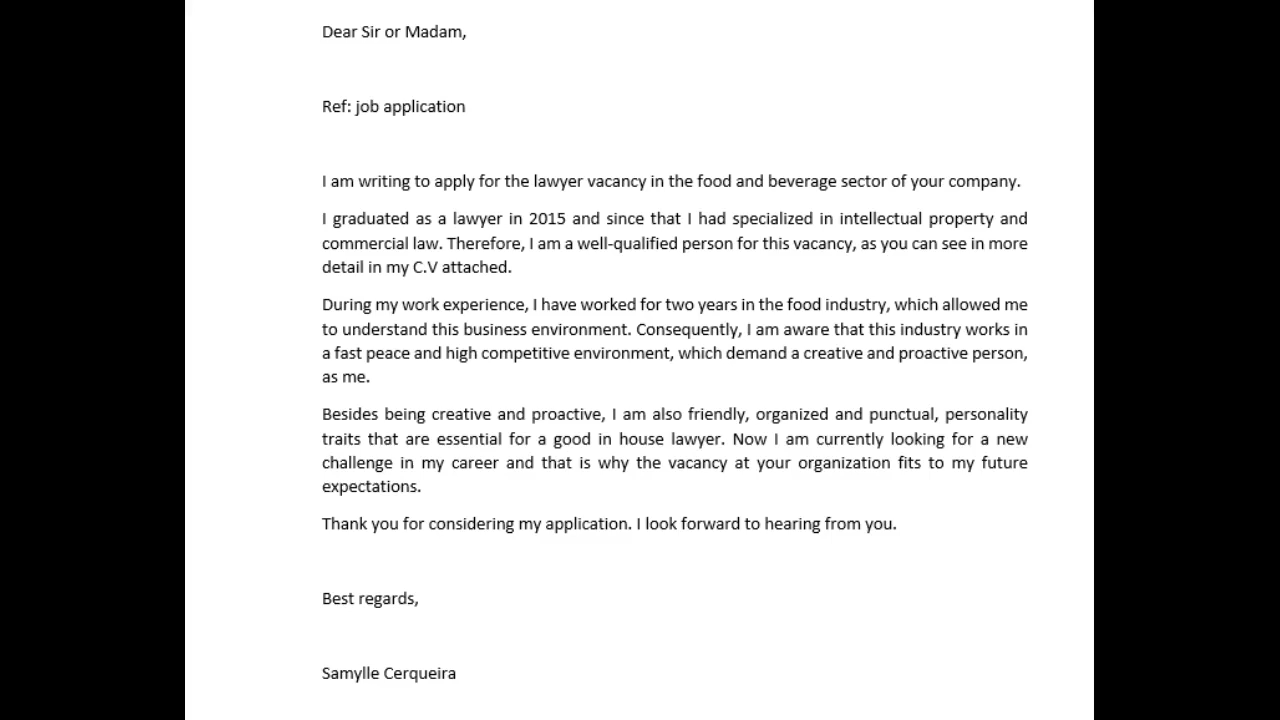 Dear Sir or Madam,
Ref: job application
I am writing to apply for the lawyer vacancy in the food and beverage sector of your company.
I graduated as a lawyer in 2015 and since that I had specialized in intellectual property and
commercial law. Therefore, I am a well-qualified person for this vacancy, as you can see in more
detail in my C.V attached.
During my work experience, I have worked for two years in the food industry, which allowed me
to understand this business environment. Consequently, I am aware that this industry works in
a fast peace and high competitive environment, which demand a creative and proactive person,
as me.
Besides being creative and proactive, I am also friendly, organized and punctual, personality
traits that are essential for a good in house lawyer. Now I am currently looking for a new
challenge in my career and that is why the vacancy at your organization fits to my future
expectations.
Thank you for considering my application. I look forward to hearing from you.
Best regards,
Samylle Cerqueira